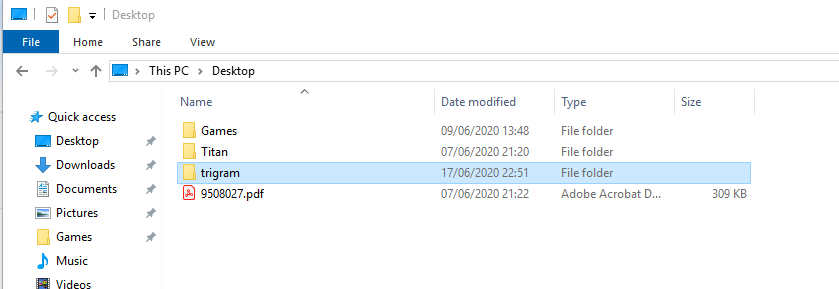 Desktop
File Home Share View
This PC Desktop
Name Date modified Type Size
Quick access
Desktop
Downloads
Documents
Pictures
Games
Music
Videos
Games 09/06/2020 13:48 File folder
Titan 07/06/2020 21:20 File folder
trigram 17/06/2020 22:51 File folder
9508027.pdf 07/06/2020 21:22 Adobe Acrobat D... 309 KB